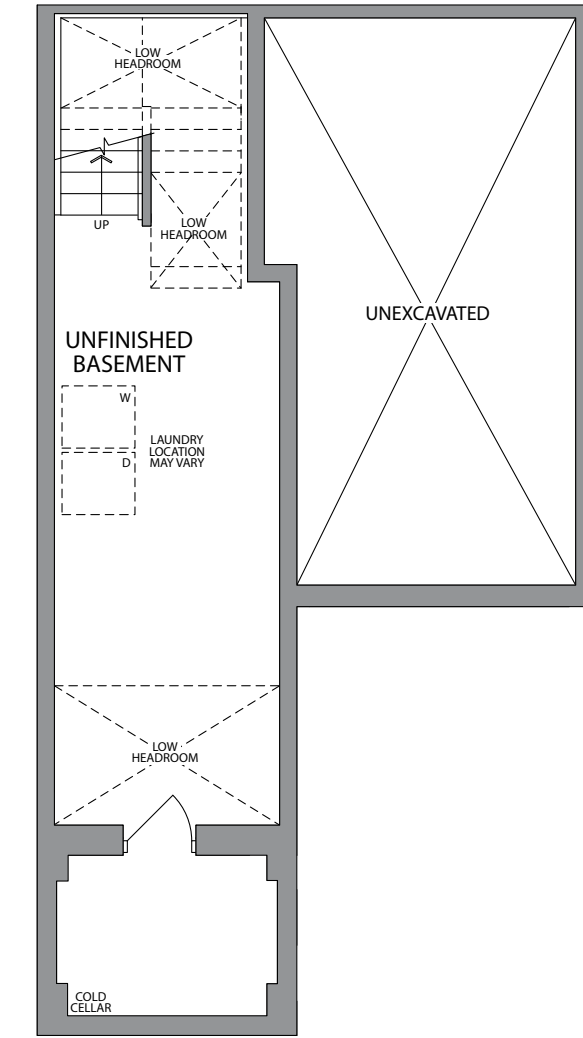 LOW
HEADROOM
UP
LOW
HEADROOM
UNEXCAVATED
UNFINISHED
BASEMENT
W
LAUNDRY
LOCATION
MAY VARY
D
LOW
HEADROOM
COLD
CELLAR